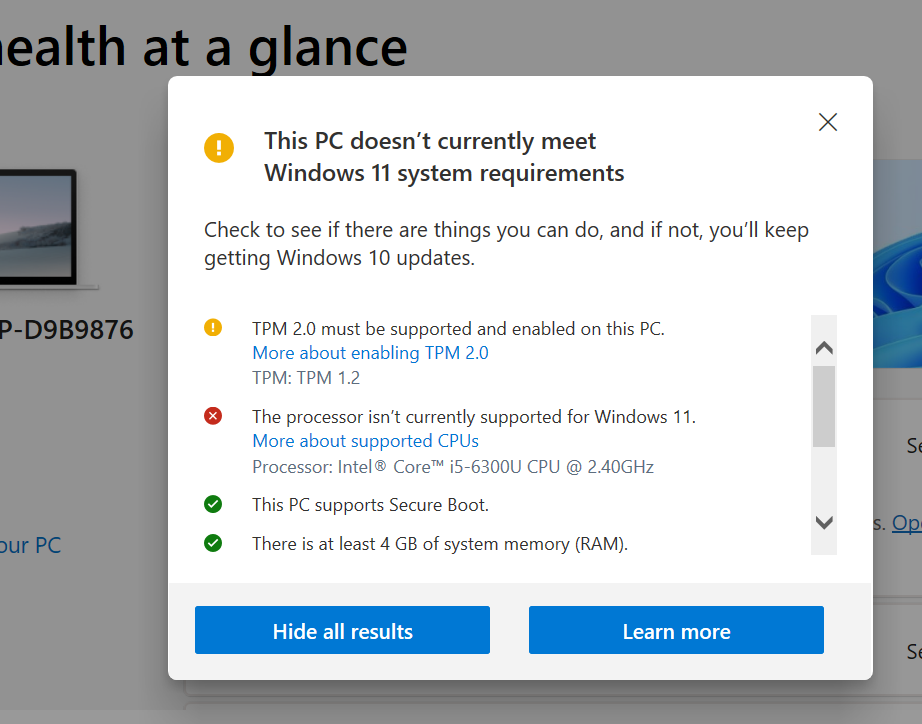 ealth at a glance
This PC doesn't currently meet
Windows 11 system requirements
Check to see if there are things you can do, and if not, you'll keep
getting Windows 10 updates.
P-D9B9876
TPM 2.0 must be supported and enabled on this PC.
More about enabling TPM 2.0
TPM: TPM 1.2
The processor isn't currently supported for Windows 11.
More about supported CPUs
Processor: Intel® Core™ i5-6300U CPU @ 2.40GHz
Se
This PC supports Secure Boot.
s. Ope
There is at least 4 GB of system memory (RAM).
our PC
Hide all results
Learn more
Se